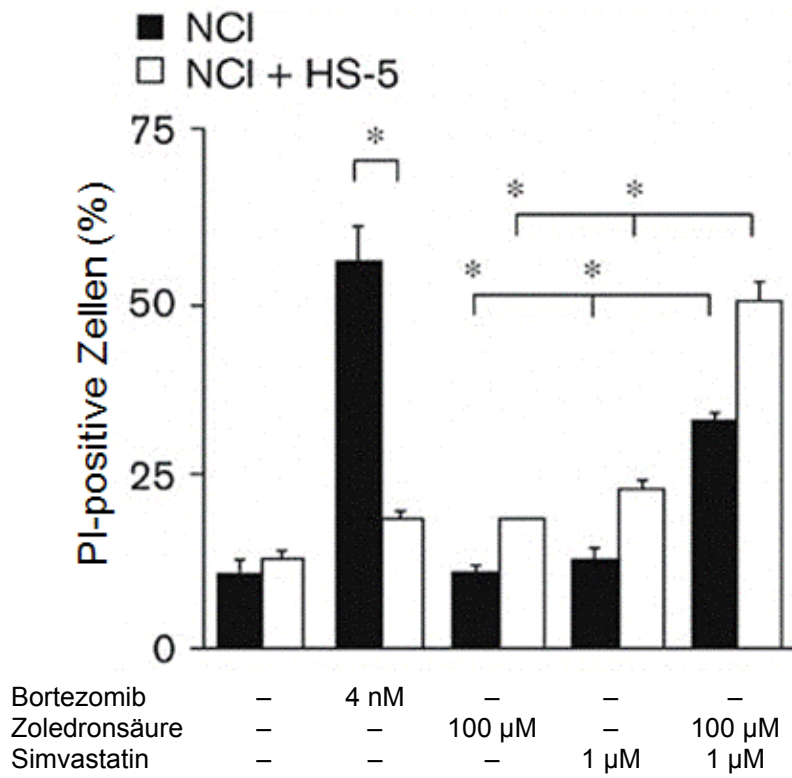 NCI
NCI + HS-5
PI-positive Zellen (%)
75
50
25
0
*
* *
* *
Bortezomib – 4 nM – – –
Zoledronsäure – – 100 µM – 100 µM
Simvastatin – – – 1 µM 1 µM